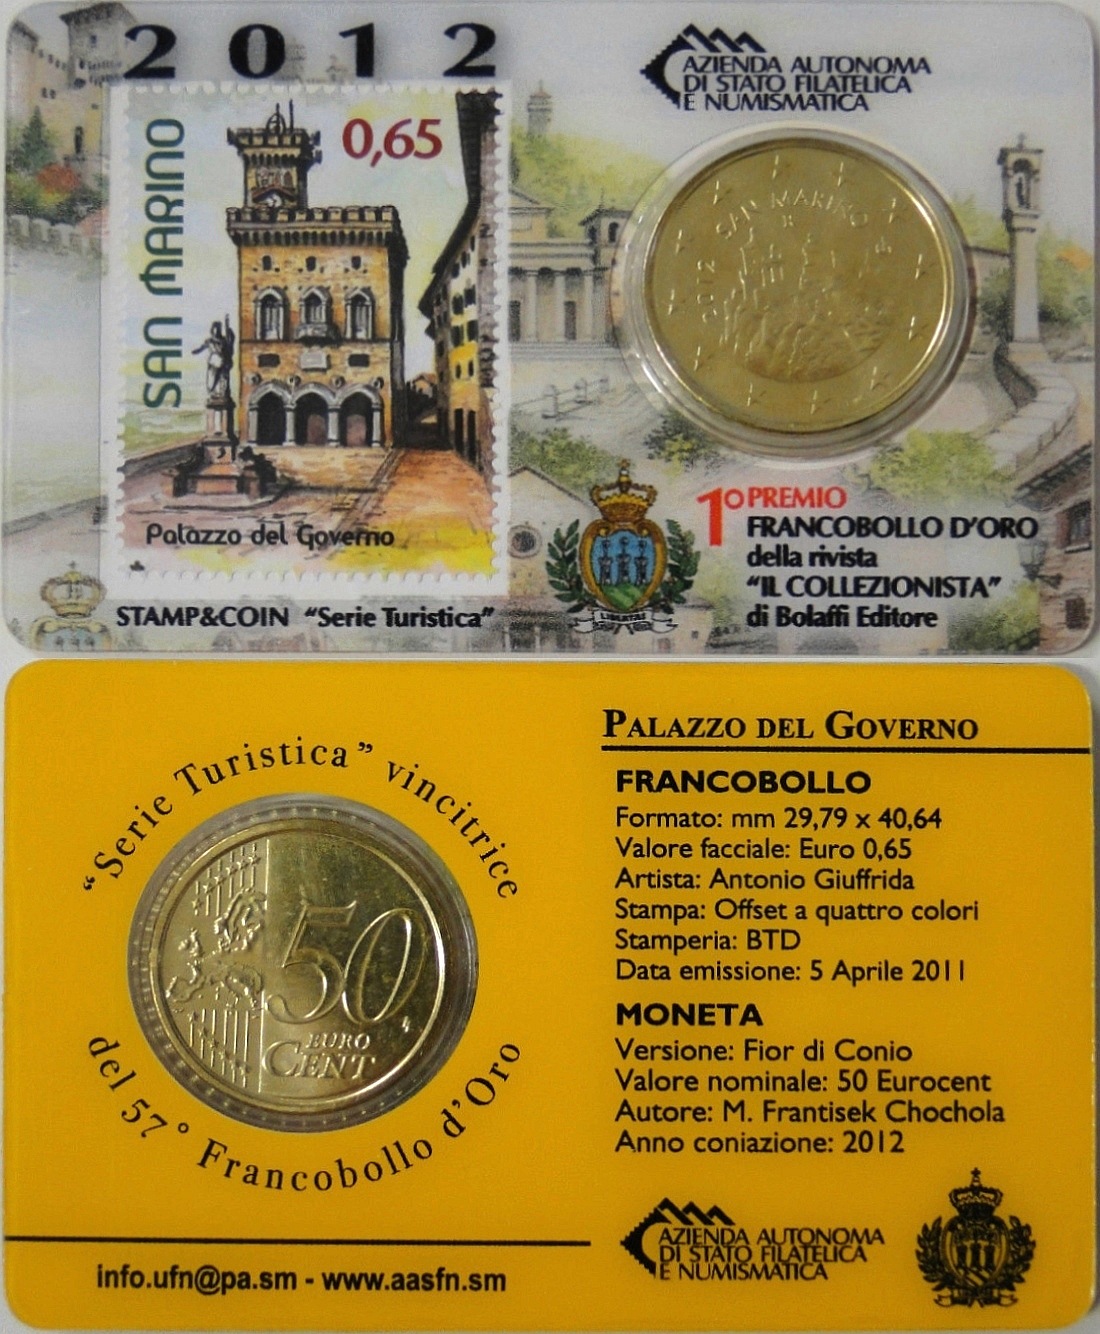 2012
AZIENDA AUTONOMA
DI STATO FILATELICA
E NUMISMATICA
SAN MARINO
0,65
Palazzo del Governo
SAN MARINO
R
2012
1º PREMIO
FRANCOBOLLO D'ORO
della rivista
"IL COLLEZIONISTA"
di Bolaffi Editore
LIBERTAS
STAMP&COIN "Serie Turistica"
"Serie Turistica" vincitrice
del 57° Francobollo d'Oro
50
EURO
CENT
PALAZZO DEL GOVERNO
FRANCOBOLLO
Formato: mm 29,79 x 40,64
Valore facciale: Euro 0,65
Artista: Antonio Giuffrida
Stampa: Offset a quattro colori
Stamperia: BTD
Data emissione: 5 Aprile 2011
MONETA
Versione: Fior di Conio
Valore nominale: 50 Eurocent
Autore: M. Frantisek Chochola
Anno coniazione: 2012
AZIENDA AUTONOMA
DI STATO FILATELICA
E NUMISMATICA
info.ufn@pa.sm - www.aasfn.sm